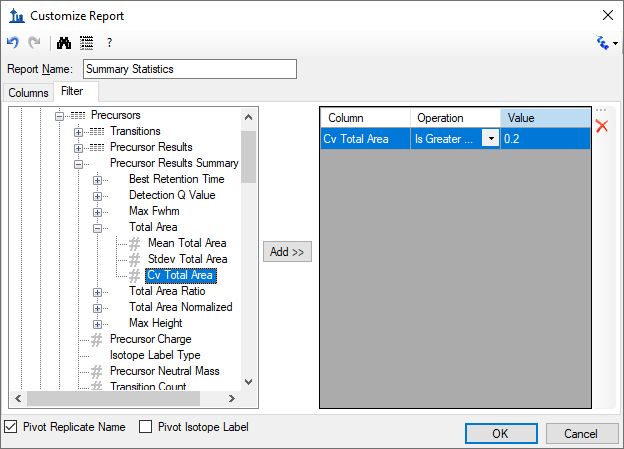 Customize Report
?
Report Name: Summary Statistics
Columns Filter
Precursors
Transitions
Precursor Results
Precursor Results Summary
Best Retention Time
Detection Q Value
Max Fwhm
Total Area
# Mean Total Area
# Stdev Total Area
# Cv Total Area
Total Area Ratio
Total Area Normalized
Max Height
# Precursor Charge
Isotope Label Type
# Precursor Neutral Mass
# Transition Count
Add >>
Column Operation Value
Cv Total Area Is Greater ... 0.2
Pivot Replicate Name Pivot Isotope Label
OK Cancel